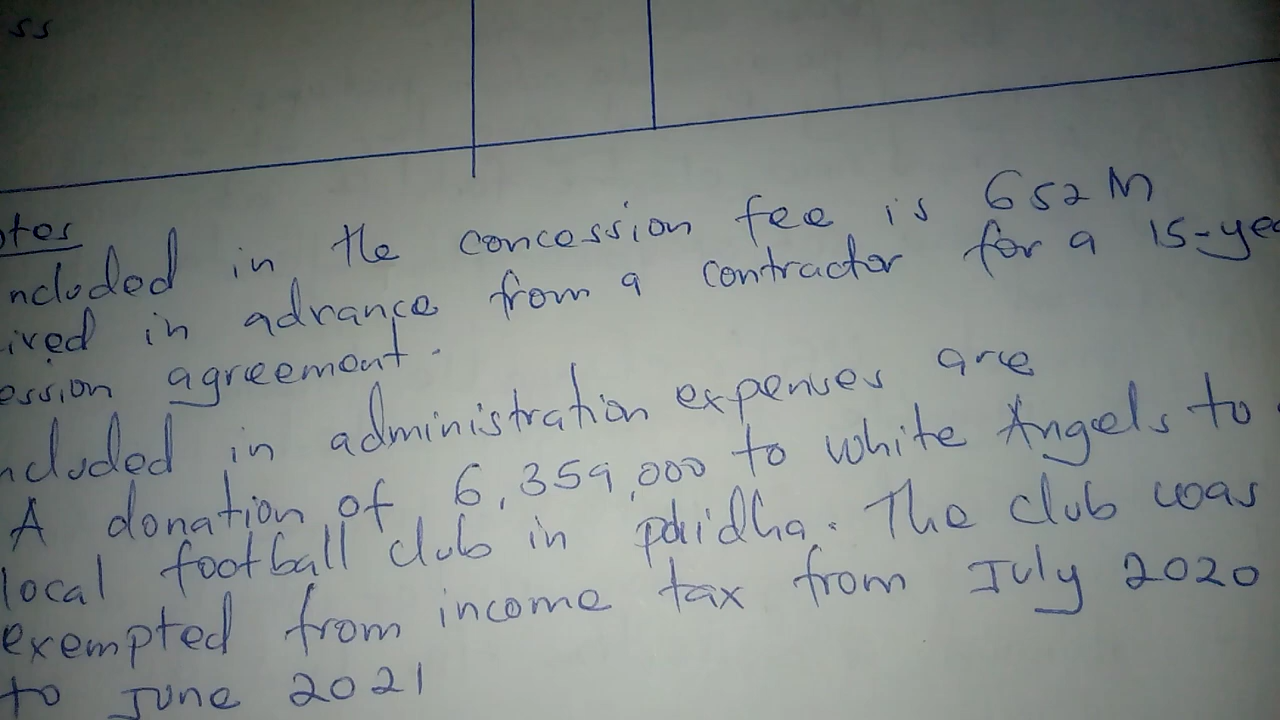 ss
otes
ncluded in the concession fee is 652M
ived in advance from a contractor for a 15-yea
ession agreement.
ncluded in administration expenses are
A donation of 6,359,000 to white Angels to
local football club in paidha. The club was
exempted from income tax from July 2020
to June 2021